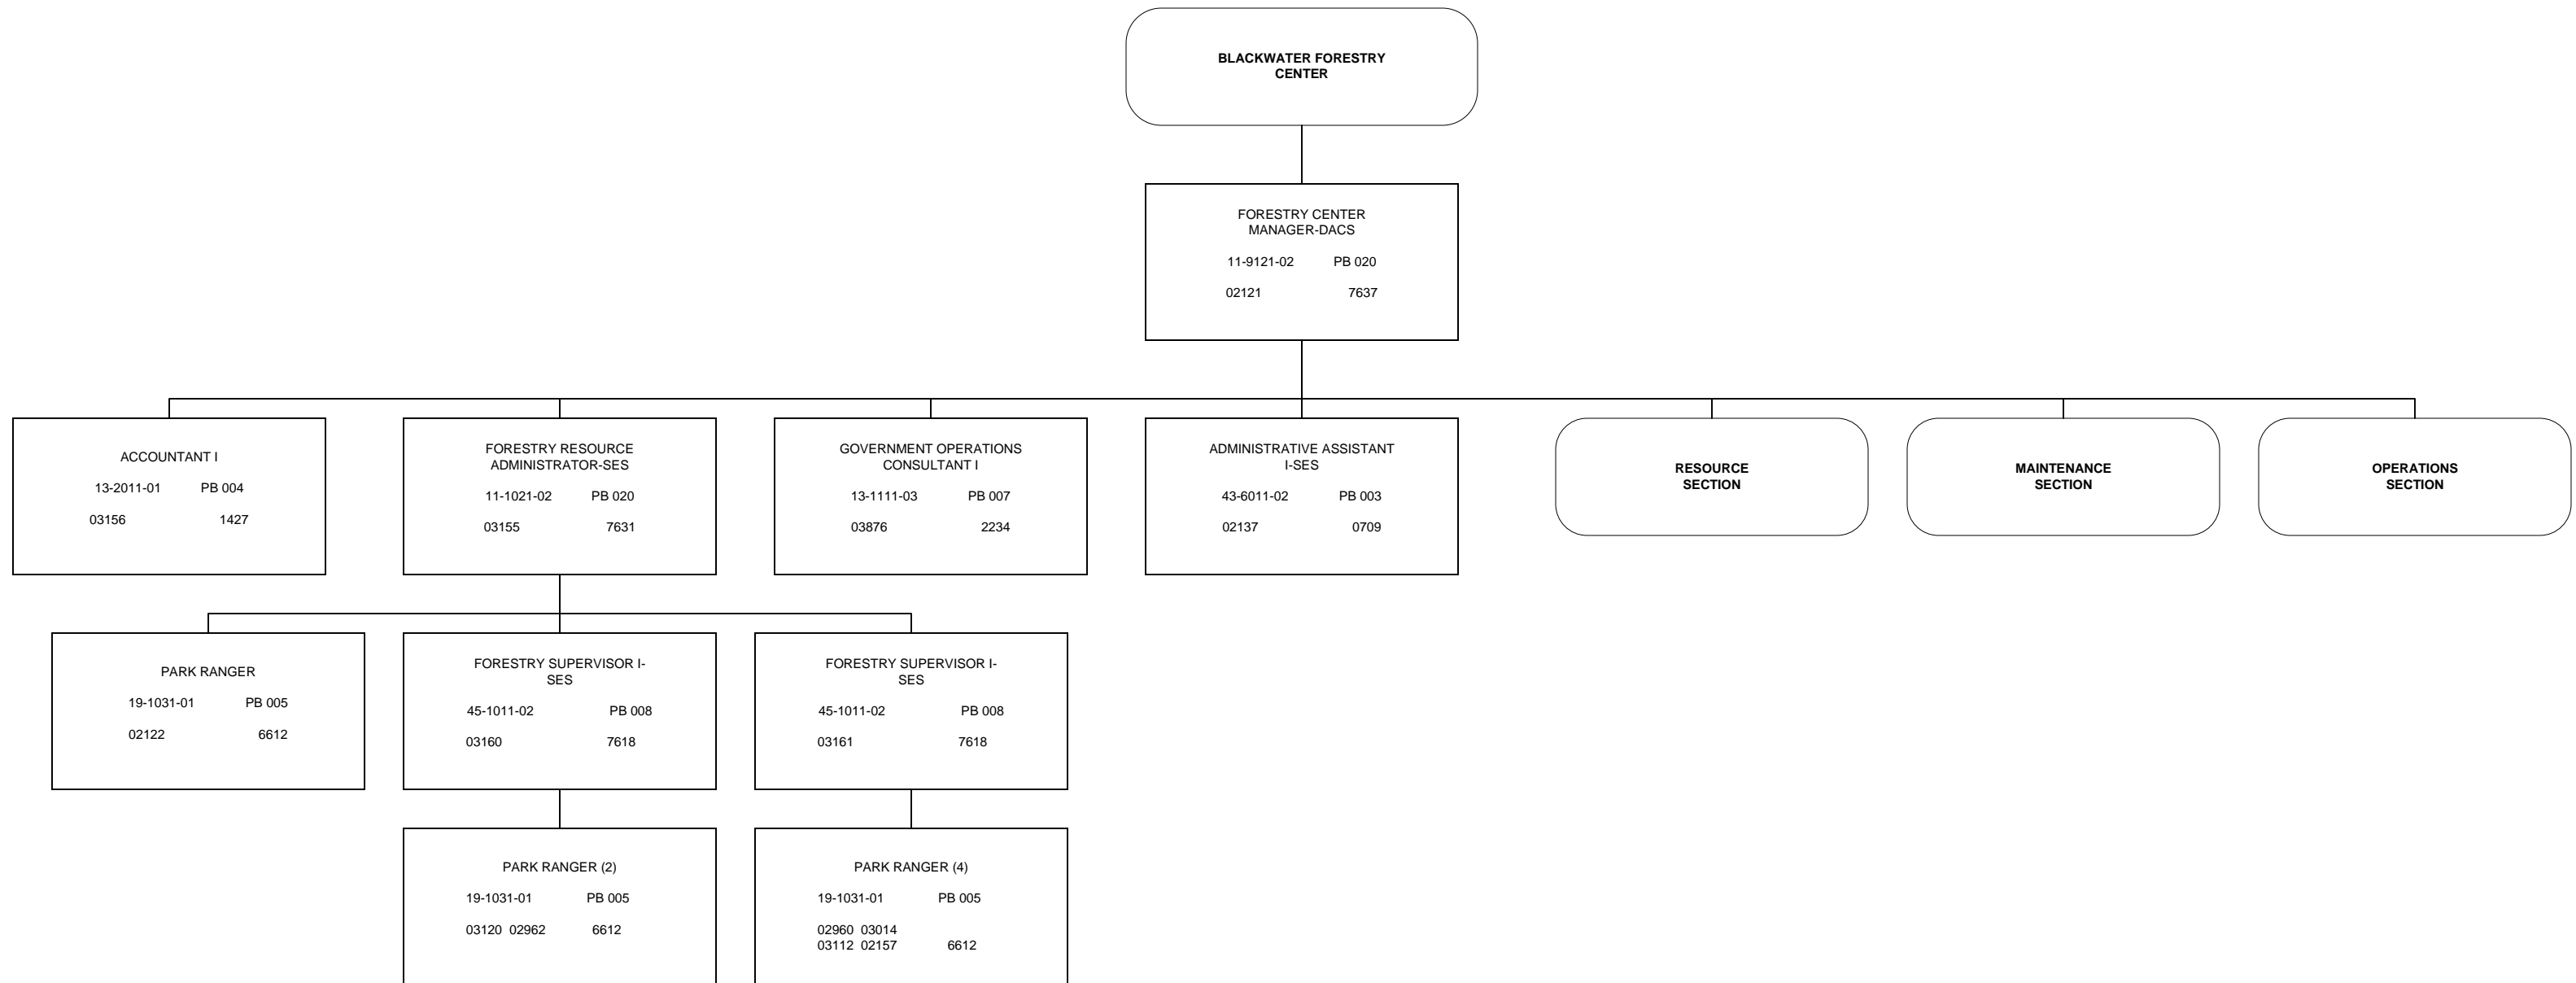 BLACKWATER FORESTRY
CENTER
FORESTRY CENTER
MANAGER-DACS
11-9121-02 PB 020
02121 7637
ACCOUNTANT I
13-2011-01 PB 004
03156 1427
FORESTRY RESOURCE
ADMINISTRATOR-SES
11-1021-02 PB 020
03155 7631
GOVERNMENT OPERATIONS
CONSULTANT I
13-1111-03 PB 007
03876 2234
ADMINISTRATIVE ASSISTANT
I-SES
43-6011-02 PB 003
02137 0709
RESOURCE
SECTION
MAINTENANCE
SECTION
OPERATIONS
SECTION
PARK RANGER
19-1031-01 PB 005
02122 6612
FORESTRY SUPERVISOR I-
SES
45-1011-02 PB 008
03160 7618
FORESTRY SUPERVISOR I-
SES
45-1011-02 PB 008
03161 7618
PARK RANGER (2)
19-1031-01 PB 005
03120 02962 6612
PARK RANGER (4)
19-1031-01 PB 005
02960 03014
03112 02157 6612